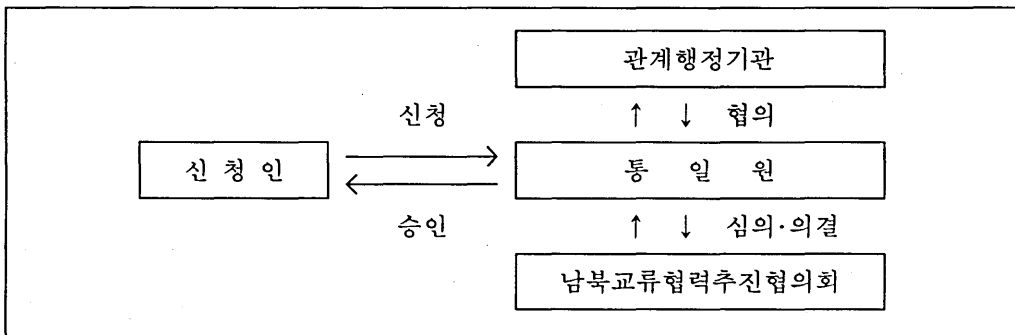 관계행정기관
신청 ↑ ↓ 협의
신 청 인 → 통 일 원
←
승인 ↑ ↓ 심의·의결
남북교류협력추진협의회